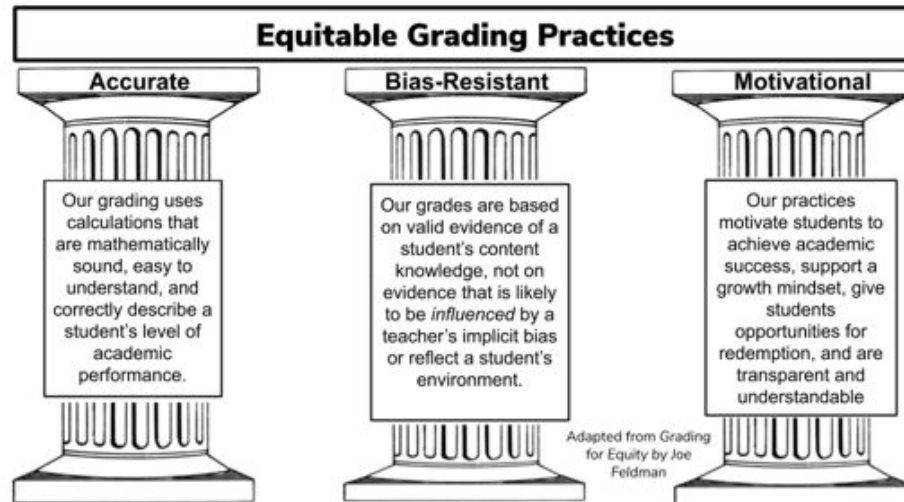 Equitable Grading Practices
Accurate
Our grading uses
calculations that
are mathematically
sound, easy to
understand, and
correctly describe a
student's level of
academic
performance.
Bias-Resistant
Our grades are based
on valid evidence of a
student's content
knowledge, not on
evidence that is likely
to be influenced by a
teacher's implicit bias
or reflect a student's
environment.
Motivational
Our practices
motivate students to
achieve academic
success, support a
growth mindset, give
students
opportunities for
redemption, and are
transparent and
understandable
Adapted from Grading
for Equity by Joe
Feldman